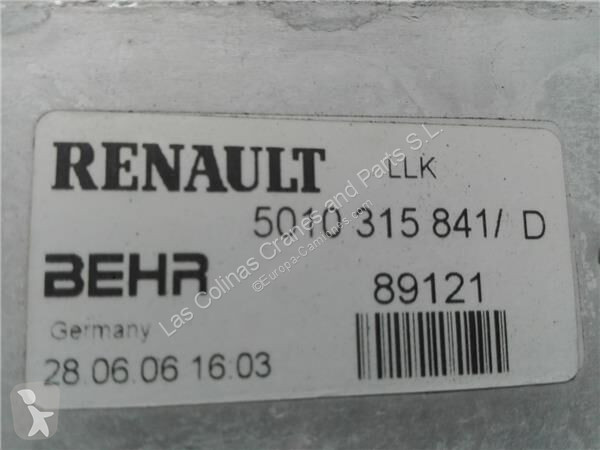 RENAULT LLK
5010 315 841/ D
BEHR 89121
Germany
28.06.06 16:03
Las Colinas Cranes and Parts S.L.
©Europa-Camiones.com